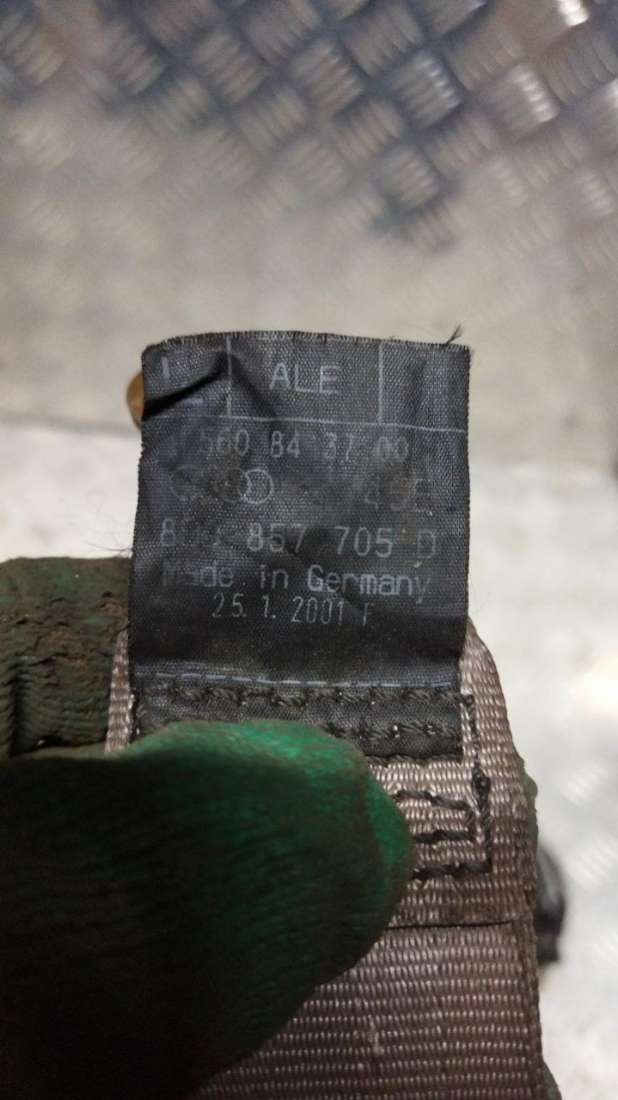 ALE
560 84 37 00
857 705 D
Made in Germany
25.1.2001 F